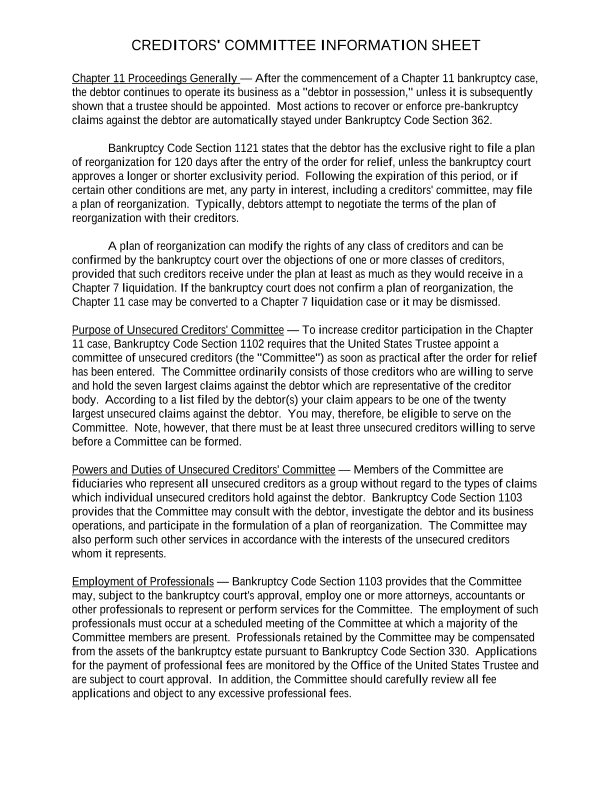 CREDITORS' COMMITTEE INFORMATION SHEET
Chapter 11 Proceedings Generally — After the commencement of a Chapter 11 bankruptcy case,
the debtor continues to operate its business as a "debtor in possession," unless it is subsequently
shown that a trustee should be appointed.  Most actions to recover or enforce pre-bankruptcy
claims against the debtor are automatically stayed under Bankruptcy Code Section 362.
Bankruptcy Code Section 1121 states that the debtor has the exclusive right to file a plan
of reorganization for 120 days after the entry of the order for relief, unless the bankruptcy court
approves a longer or shorter exclusivity period.  Following the expiration of this period, or if
certain other conditions are met, any party in interest, including a creditors' committee, may file
a plan of reorganization.  Typically, debtors attempt to negotiate the terms of the plan of
reorganization with their creditors.
A plan of reorganization can modify the rights of any class of creditors and can be
confirmed by the bankruptcy court over the objections of one or more classes of creditors,
provided that such creditors receive under the plan at least as much as they would receive in a
Chapter 7 liquidation. If the bankruptcy court does not confirm a plan of reorganization, the
Chapter 11 case may be converted to a Chapter 7 liquidation case or it may be dismissed.
Purpose of Unsecured Creditors' Committee — To increase creditor participation in the Chapter
11 case, Bankruptcy Code Section 1102 requires that the United States Trustee appoint a
committee of unsecured creditors (the "Committee") as soon as practical after the order for relief
has been entered.  The Committee ordinarily consists of those creditors who are willing to serve
and hold the seven largest claims against the debtor which are representative of the creditor
body.  According to a list filed by the debtor(s) your claim appears to be one of the twenty
largest unsecured claims against the debtor.  You may, therefore, be eligible to serve on the
Committee.  Note, however, that there must be at least three unsecured creditors willing to serve
before a Committee can be formed.
Powers and Duties of Unsecured Creditors' Committee — Members of the Committee are
fiduciaries who represent all unsecured creditors as a group without regard to the types of claims
which individual unsecured creditors hold against the debtor.  Bankruptcy Code Section 1103
provides that the Committee may consult with the debtor, investigate the debtor and its business
operations, and participate in the formulation of a plan of reorganization.  The Committee may
also perform such other services in accordance with the interests of the unsecured creditors
whom it represents.
Employment of Professionals — Bankruptcy Code Section 1103 provides that the Committee
may, subject to the bankruptcy court's approval, employ one or more attorneys, accountants or
other professionals to represent or perform services for the Committee.  The employment of such
professionals must occur at a scheduled meeting of the Committee at which a majority of the
Committee members are present.  Professionals retained by the Committee may be compensated
from the assets of the bankruptcy estate pursuant to Bankruptcy Code Section 330.  Applications
for the payment of professional fees are monitored by the Office of the United States Trustee and
are subject to court approval.  In addition, the Committee should carefully review all fee
applications and object to any excessive professional fees.